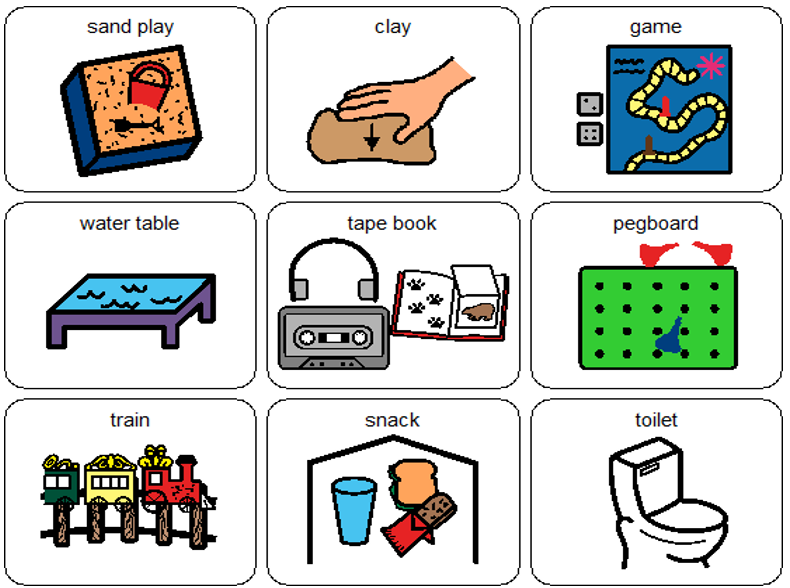 sand play
clay
game
water table
tape book
pegboard
train
snack
toilet